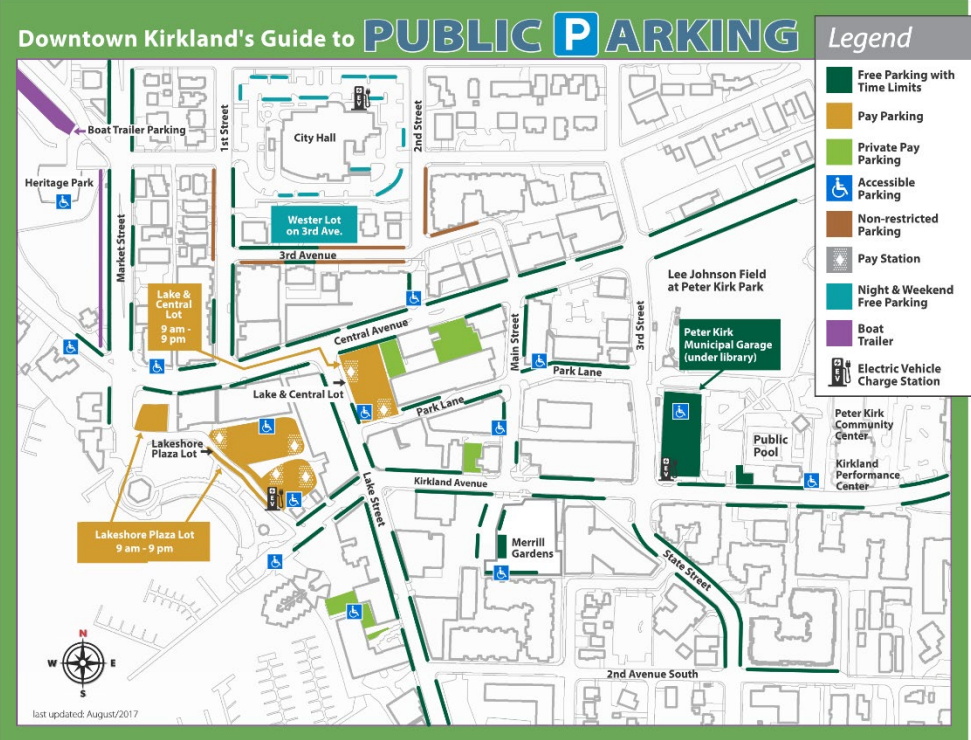 Downtown Kirkland's Guide to PUBLIC P ARKING
Legend
Free Parking with
Time Limits
Pay Parking
Private Pay
Parking
Accessible
Parking
Non-restricted
Parking
Pay Station
Night & Weekend
Free Parking
Boat
Trailer
EV
Electric Vehicle
Charge Station
Boat Trailer Parking
1st Street
City Hall
EV
2nd Street
Heritage Park
Market Street
Wester Lot
on 3rd Ave.
3rd Avenue
Lake &
Central
Lot
9 am -
9 pm
Lee Johnson Field
at Peter Kirk Park
Central Avenue
Main Street
3rd Street
Peter Kirk
Municipal Garage
(under library)
Park Lane
Lake & Central Lot
Park Lane
Lakeshore
Plaza Lot
Public
Pool
Peter Kirk
Community
Center
Kirkland
Performance
Center
EV
EV
Lake Street
Kirkland Avenue
Lakeshore Plaza Lot
9 am - 9 pm
Merrill
Gardens
State Street
N
W E
S
2nd Avenue South
last updated: August/2017